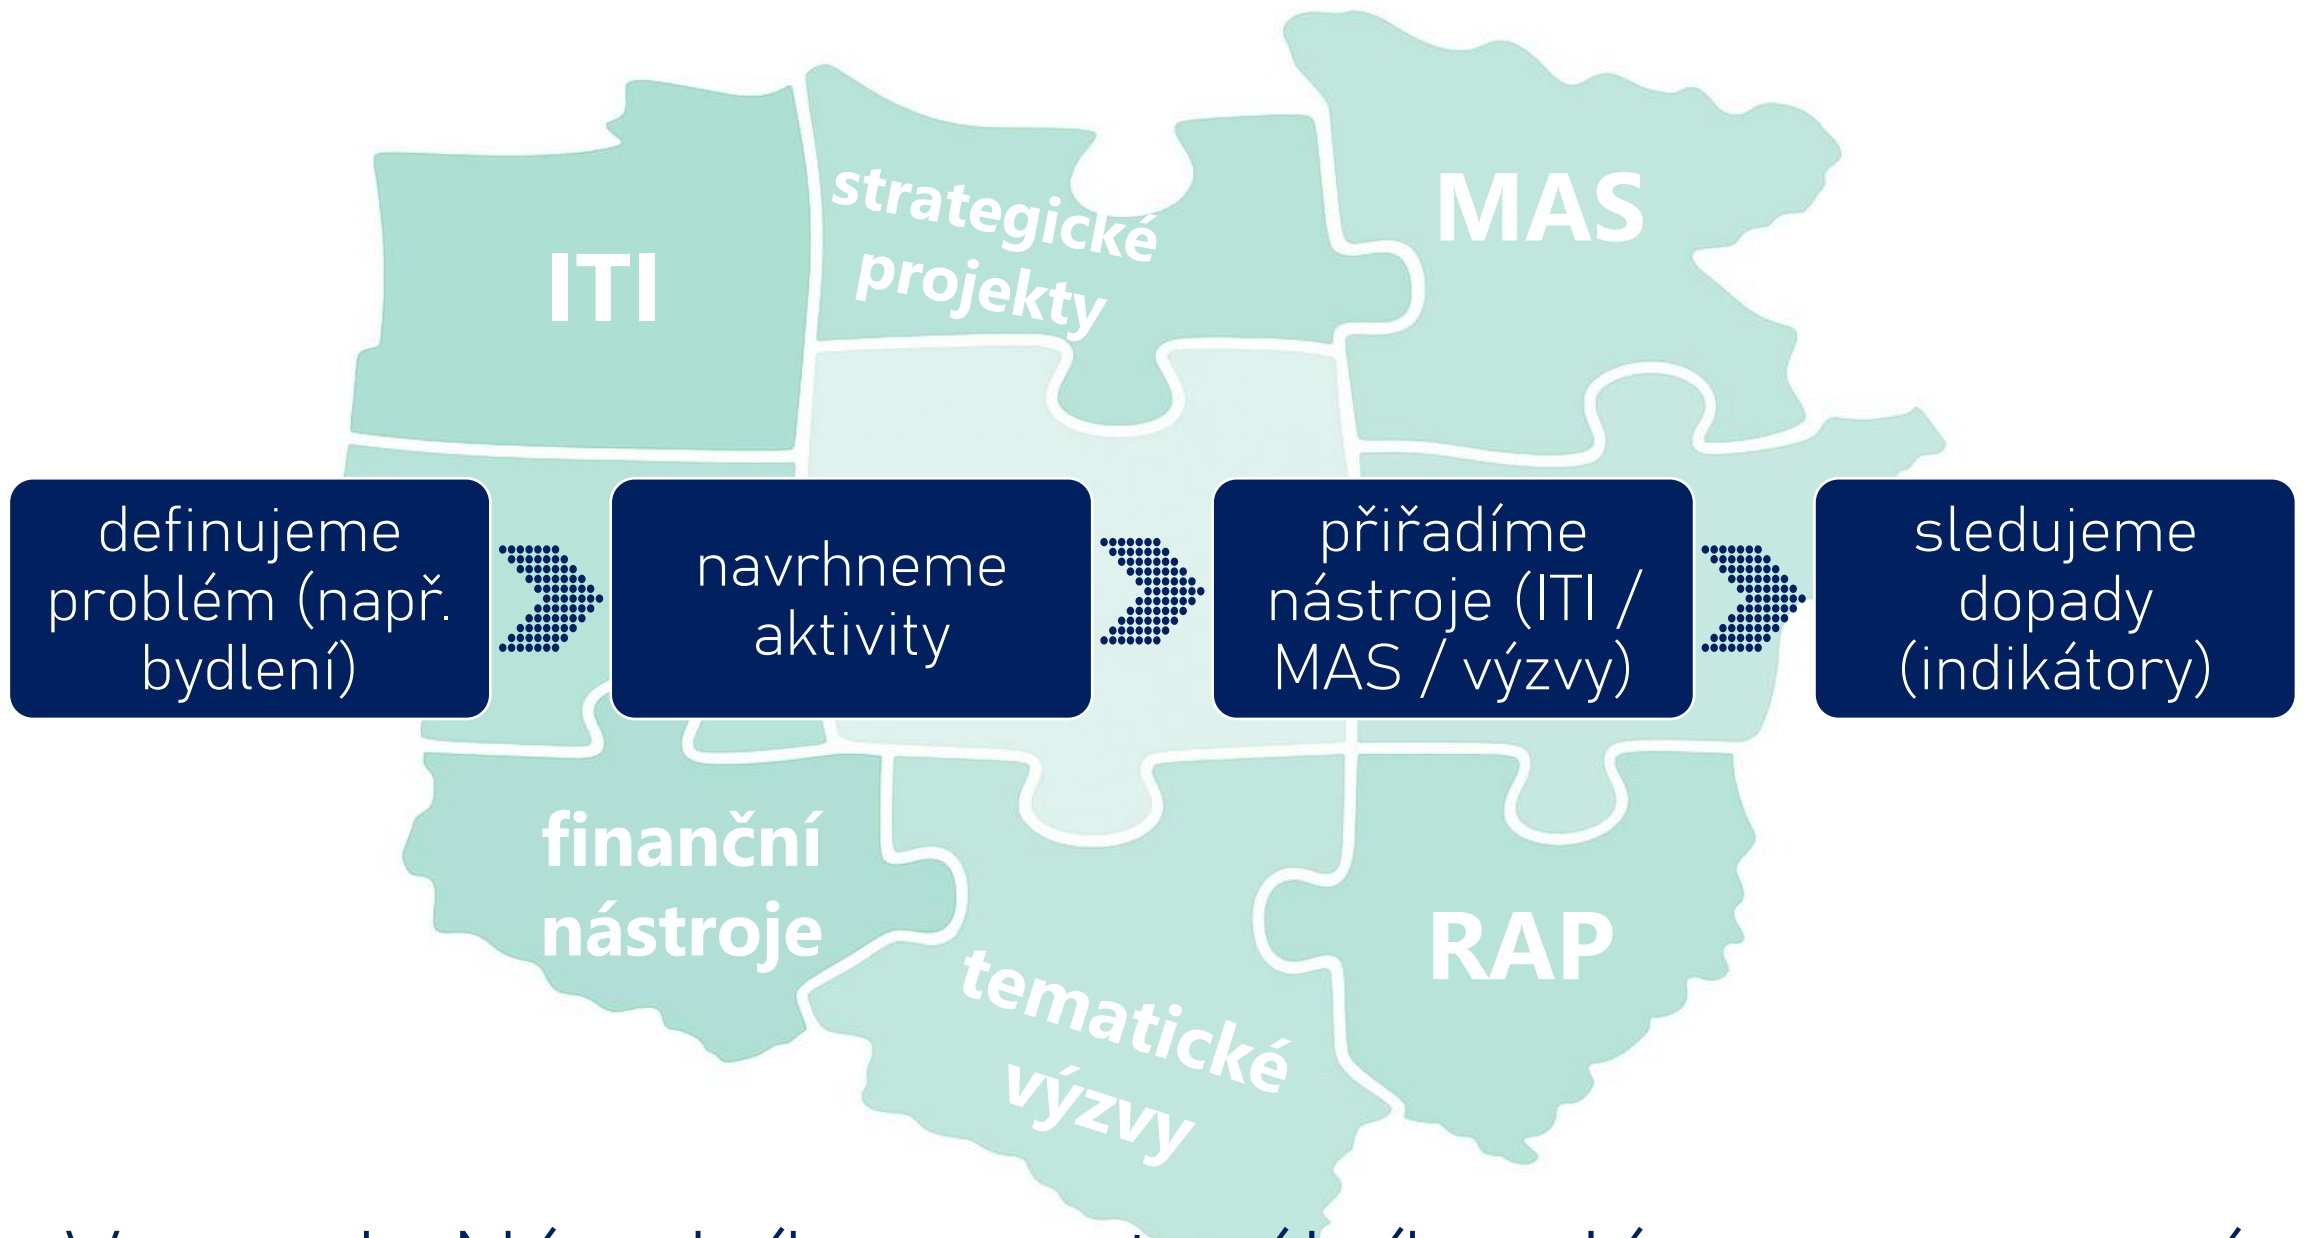 ITI
strategické
projekty
MAS
definujeme
problém (např.
bydlení)
navrhneme
aktivity
přiřadíme
nástroje (ITI /
MAS / výzvy)
sledujeme
dopady
(indikátory)
finanční
nástroje
tematické
výzvy
RAP